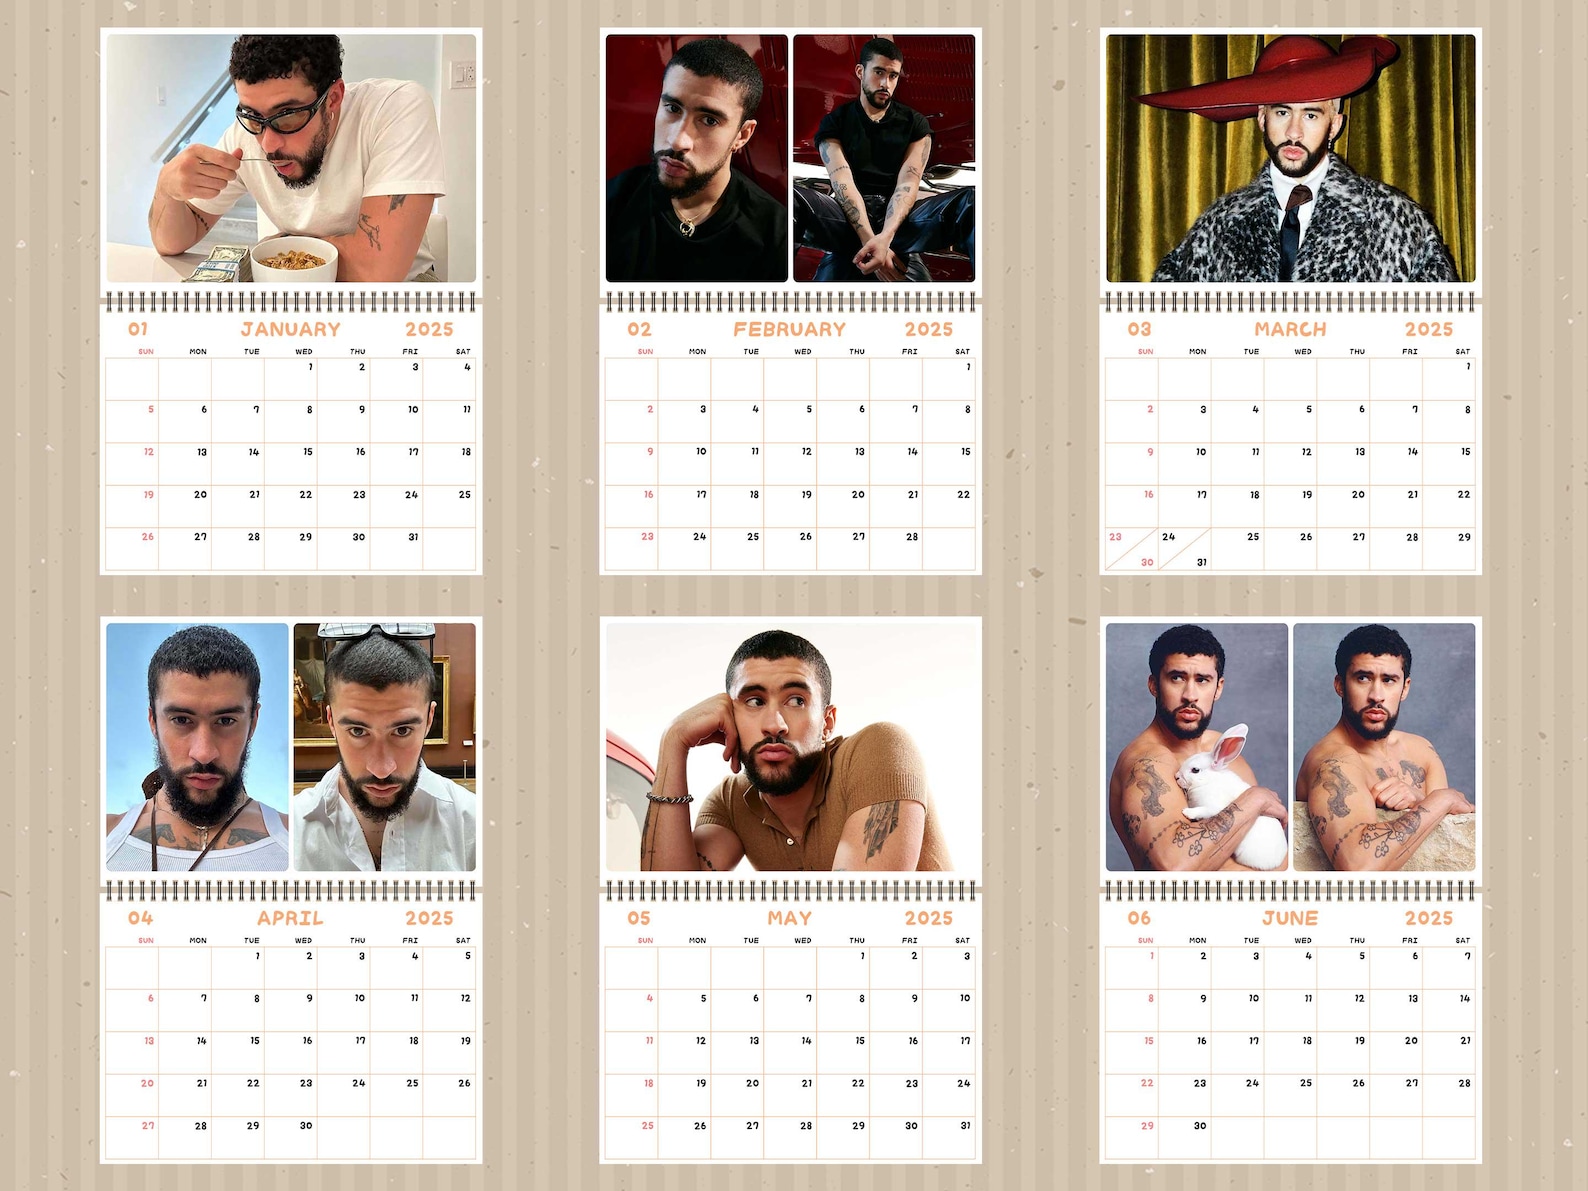 01 JANUARY 2025
SUN MON TUE WED THU FRI SAT
1 2 3 4
5 6 7 8 9 10 11
12 13 14 15 16 17 18
19 20 21 22 23 24 25
26 27 28 29 30 31
02 FEBRUARY 2025
SUN MON TUE WED THU FRI SAT
1
2 3 4 5 6 7 8
9 10 11 12 13 14 15
16 17 18 19 20 21 22
23 24 25 26 27 28
03 MARCH 2025
SUN MON TUE WED THU FRI SAT
1
2 3 4 5 6 7 8
9 10 11 12 13 14 15
16 17 18 19 20 21 22
23 24 25 26 27 28 29
30 31
04 APRIL 2025
SUN MON TUE WED THU FRI SAT
1 2 3 4 5
6 7 8 9 10 11 12
13 14 15 16 17 18 19
20 21 22 23 24 25 26
27 28 29 30
05 MAY 2025
SUN MON TUE WED THU FRI SAT
1 2 3
4 5 6 7 8 9 10
11 12 13 14 15 16 17
18 19 20 21 22 23 24
25 26 27 28 29 30 31
06 JUNE 2025
SUN MON TUE WED THU FRI SAT
1 2 3 4 5 6 7
8 9 10 11 12 13 14
15 16 17 18 19 20 21
22 23 24 25 26 27 28
29 30